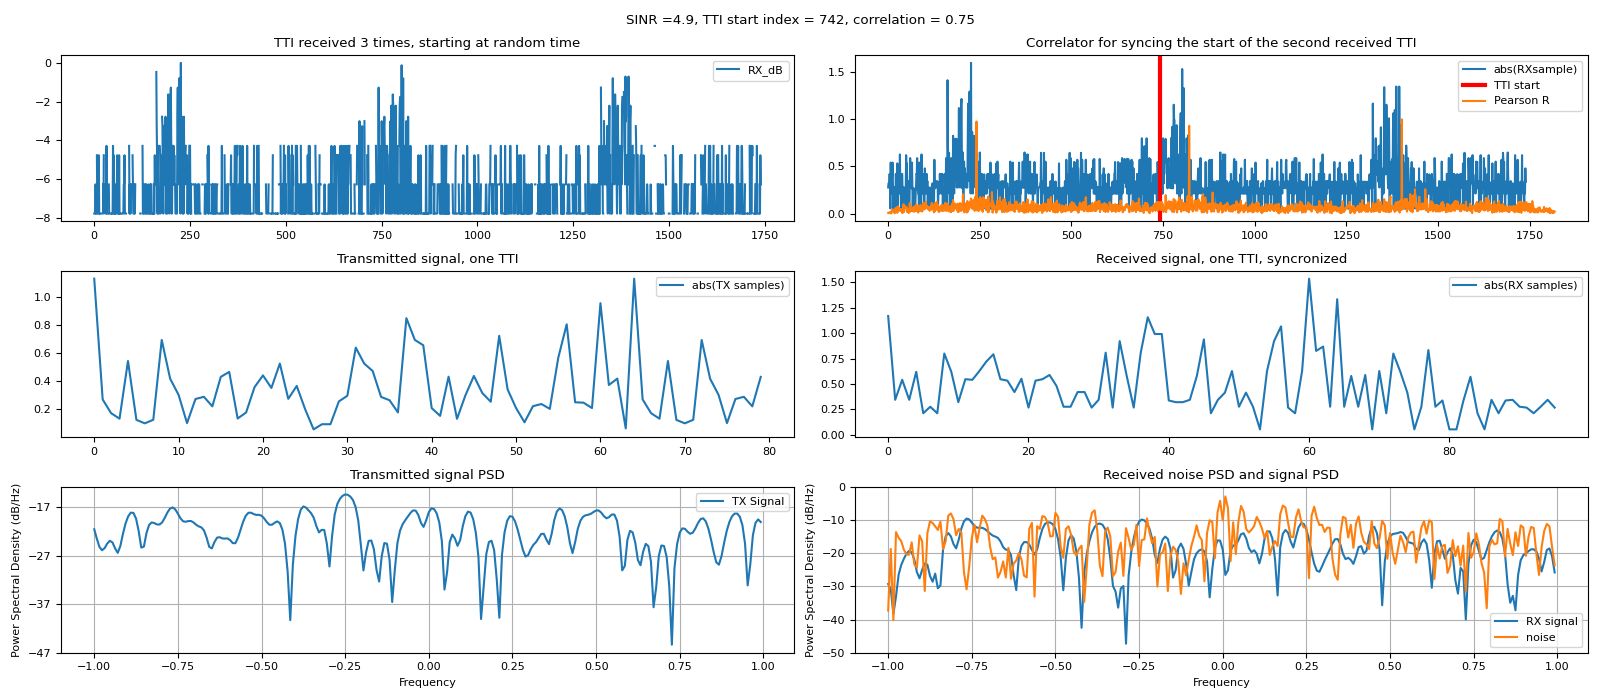 SINR =4.9, TTI start index = 742, correlation = 0.75
TTI received 3 times, starting at random time
RX_dB
0
−2
−4
−6
−8
0 250 500 750 1000 1250 1500 1750
Correlator for syncing the start of the second received TTI
abs(RXsample)
TTI start
Pearson R
1.5
1.0
0.5
0.0
0 250 500 750 1000 1250 1500 1750
Transmitted signal, one TTI
abs(TX samples)
1.0
0.8
0.6
0.4
0.2
0 10 20 30 40 50 60 70 80
Received signal, one TTI, syncronized
abs(RX samples)
1.50
1.25
1.00
0.75
0.50
0.25
0.00
0 20 40 60 80
Transmitted signal PSD
TX Signal
Power Spectral Density (dB/Hz)
−17
−27
−37
−47
−1.00 −0.75 −0.50 −0.25 0.00 0.25 0.50 0.75 1.00
Frequency
Received noise PSD and signal PSD
Power Spectral Density (dB/Hz)
0
−10
−20
−30
−40
−50
RX signal
noise
−1.00 −0.75 −0.50 −0.25 0.00 0.25 0.50 0.75 1.00
Frequency